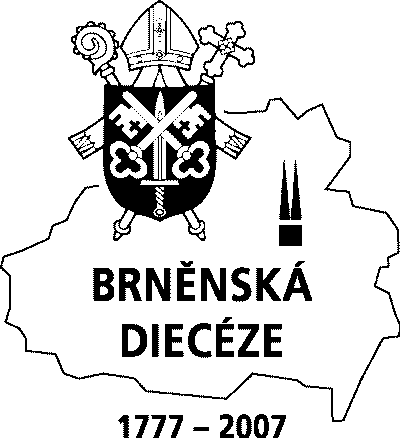 BRNĚNSKÁ
DIECÉZE
1777 – 2007